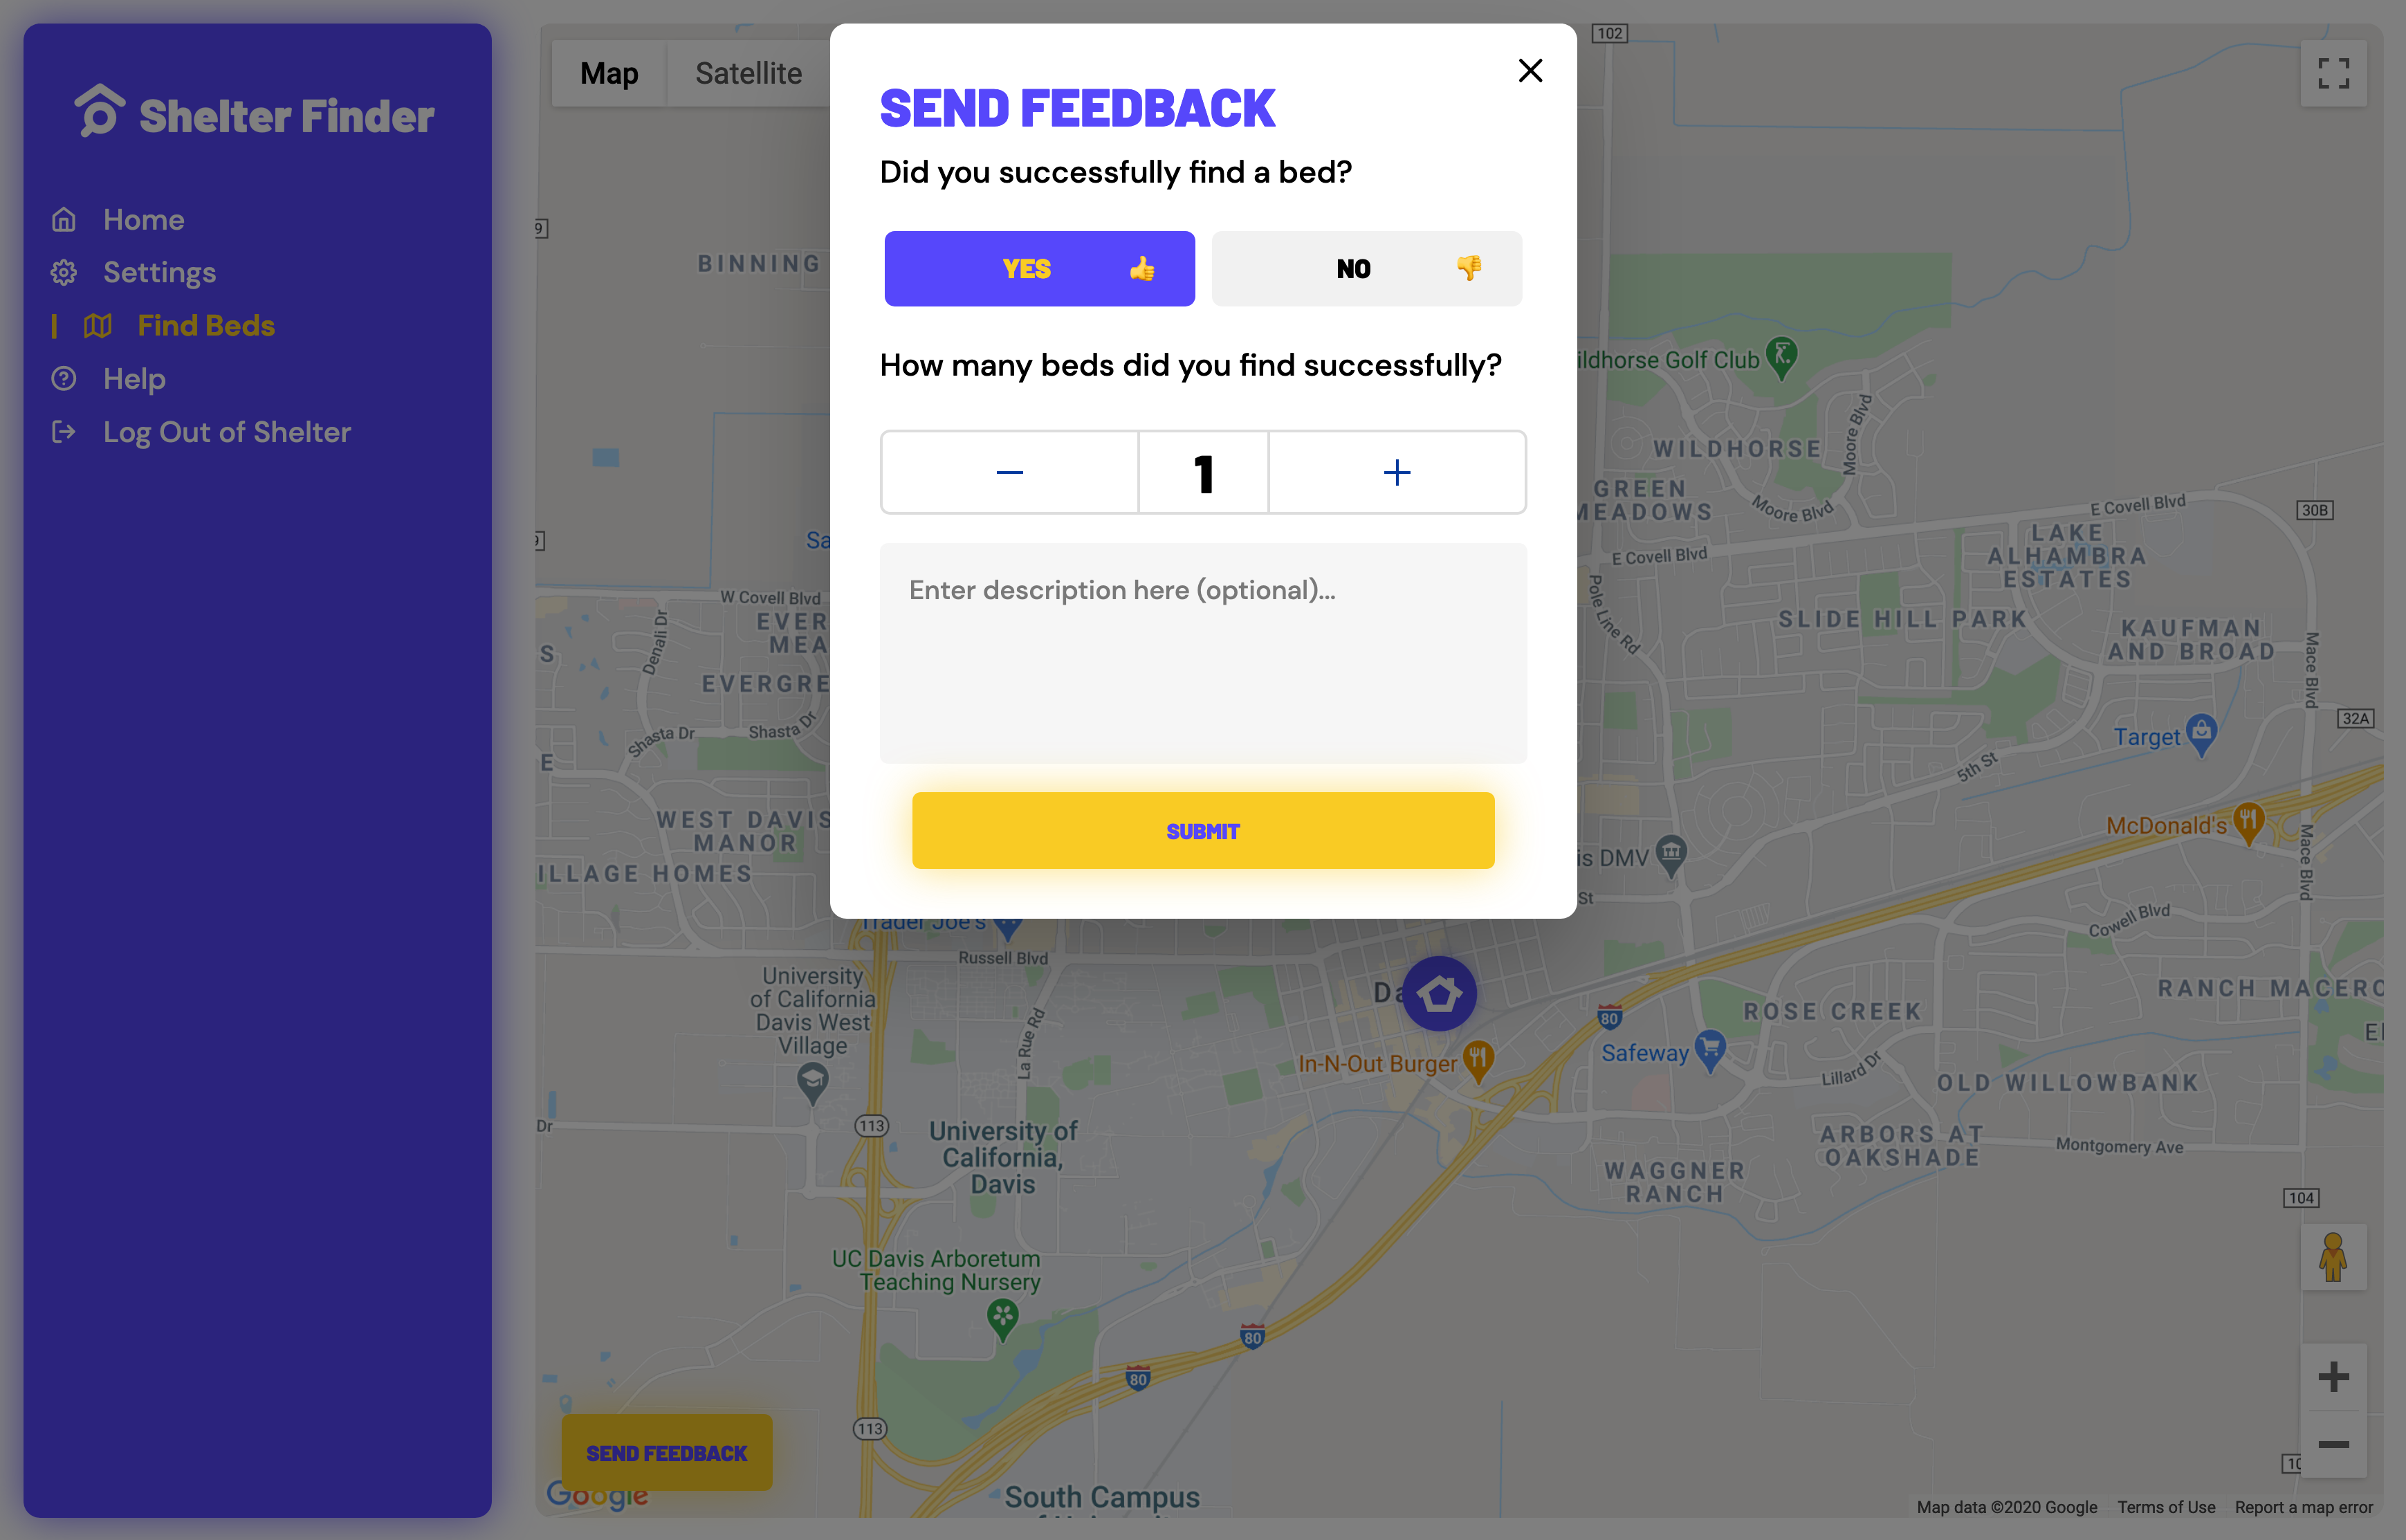 Shelter Finder
Home
Settings
Find Beds
Help
Log Out of Shelter
Map
Satellite
SEND FEEDBACK
Did you successfully find a bed?
YES
NO
How many beds did you find successfully?
1
Enter description here (optional)...
SUBMIT
102
BINNING
ildhorse Golf Club
Moore Blvd
WILDHORSE
GREEN
MEADOWS
Moore Blvd
E Covell Blvd
30B
E Covell Blvd
LAKE
ALHAMBRA
ESTATES
Pole Line Rd
SLIDE HILL PARK
KAUFMAN
AND BROAD
Mace Blvd
32A
Target
5th St
McDonald's
Mace Blvd
is DMV
St
Cowell Blvd
RANCH MACERO
9
9
Sa
W Covell Blvd
EVER
MEA
Denali Dr
S
EVERGRE
Shasta Dr
Shasta Dr
E
WEST DAVIS
MANOR
ILLAGE HOMES
Trader Joe's
Russell Blvd
University
of California
Davis West
Village
La Rue Rd
Da
In-N-Out Burger
80
Safeway
ROSE CREEK
El
Lillard Dr
OLD WILLOWBANK
Dr
113
University of
California,
Davis
ARBORS AT
OAKSHADE
Montgomery Ave
WAGGNER
RANCH
104
UC Davis Arboretum
Teaching Nursery
80
80
113
SEND FEEDBACK
Google
South Campus
10
Map data ©2020 Google
Terms of Use
Report a map error